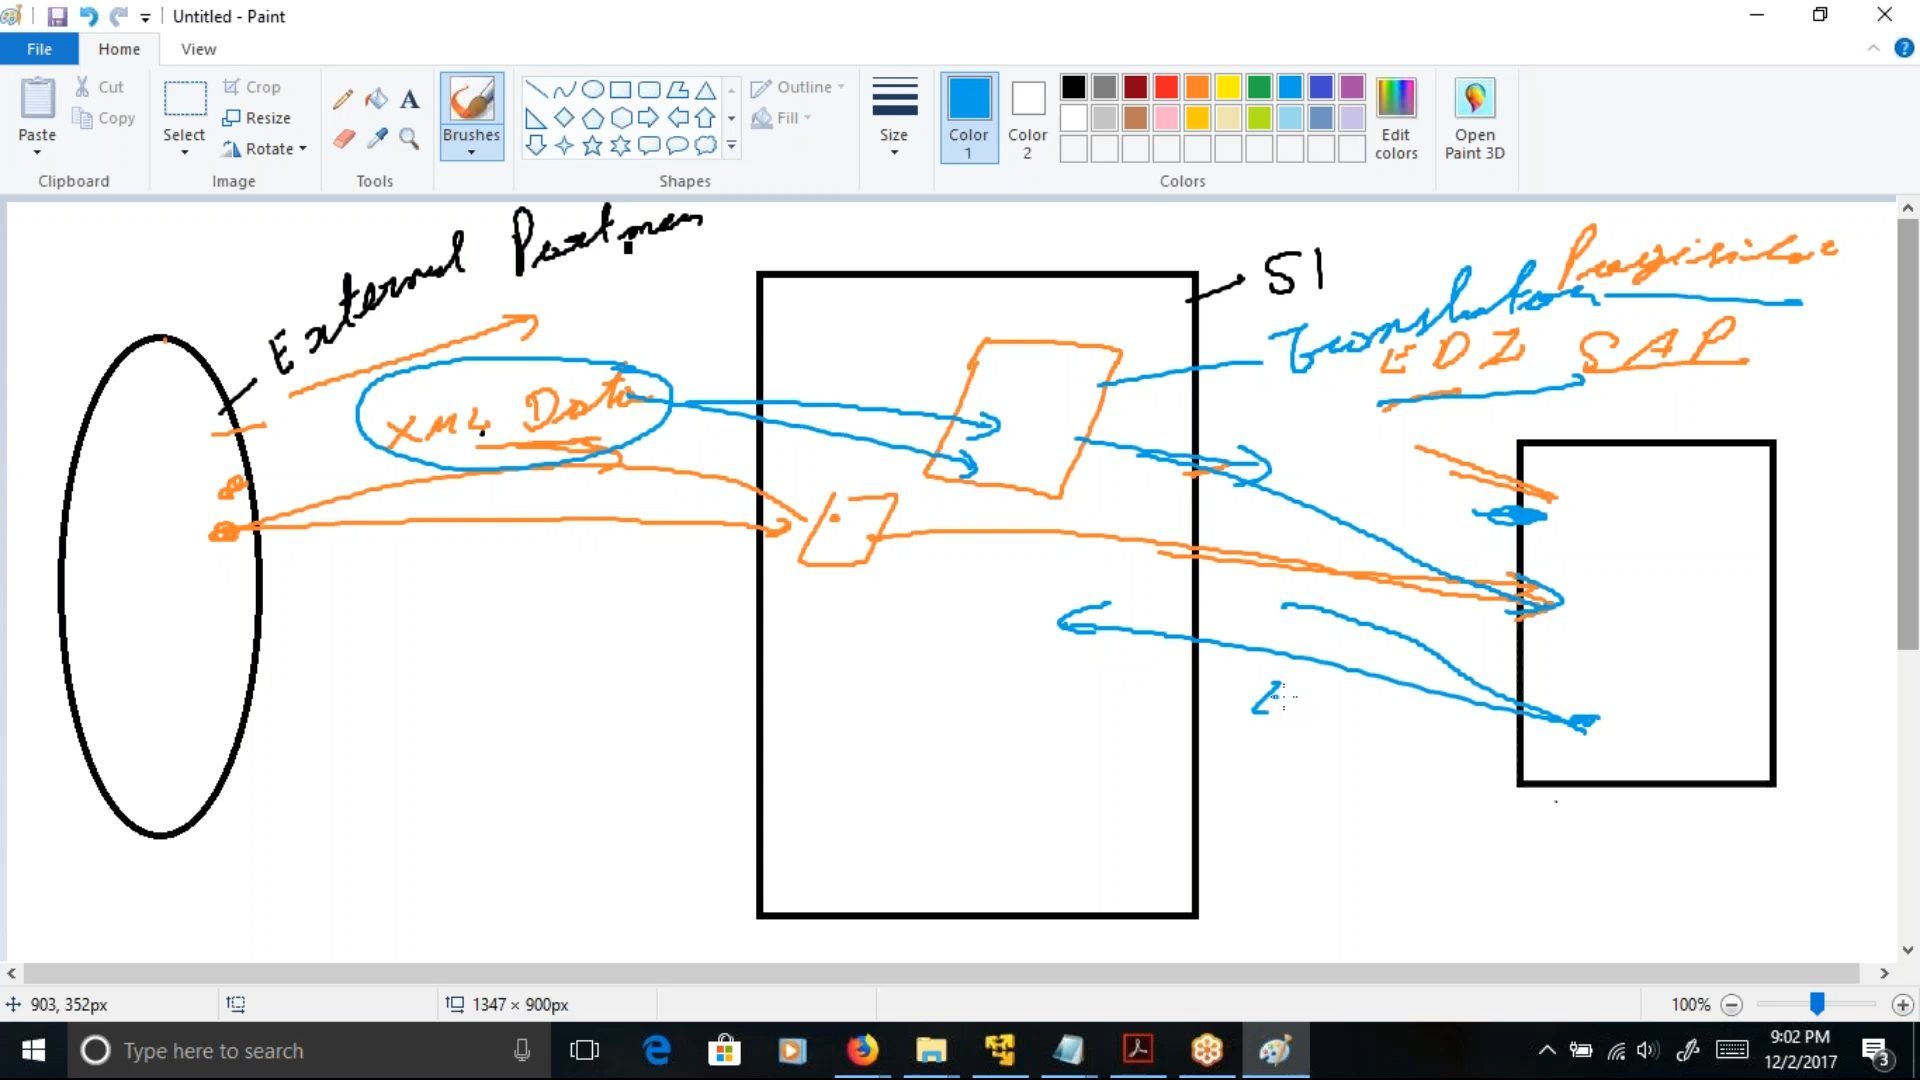 Untitled - Paint
File Home View
Paste
Cut
Copy
Clipboard
Select
Crop
Resize
Rotate
Image
Tools
Brushes
Shapes
Outline
Fill
Size
Color 1
Color 2
Edit colors
Colors
Open Paint 3D
External Partner
SI
XML Data
Translation
EDI SAP
903, 352px
1347 × 900px
100%
Type here to search
9:02 PM
12/2/2017
3